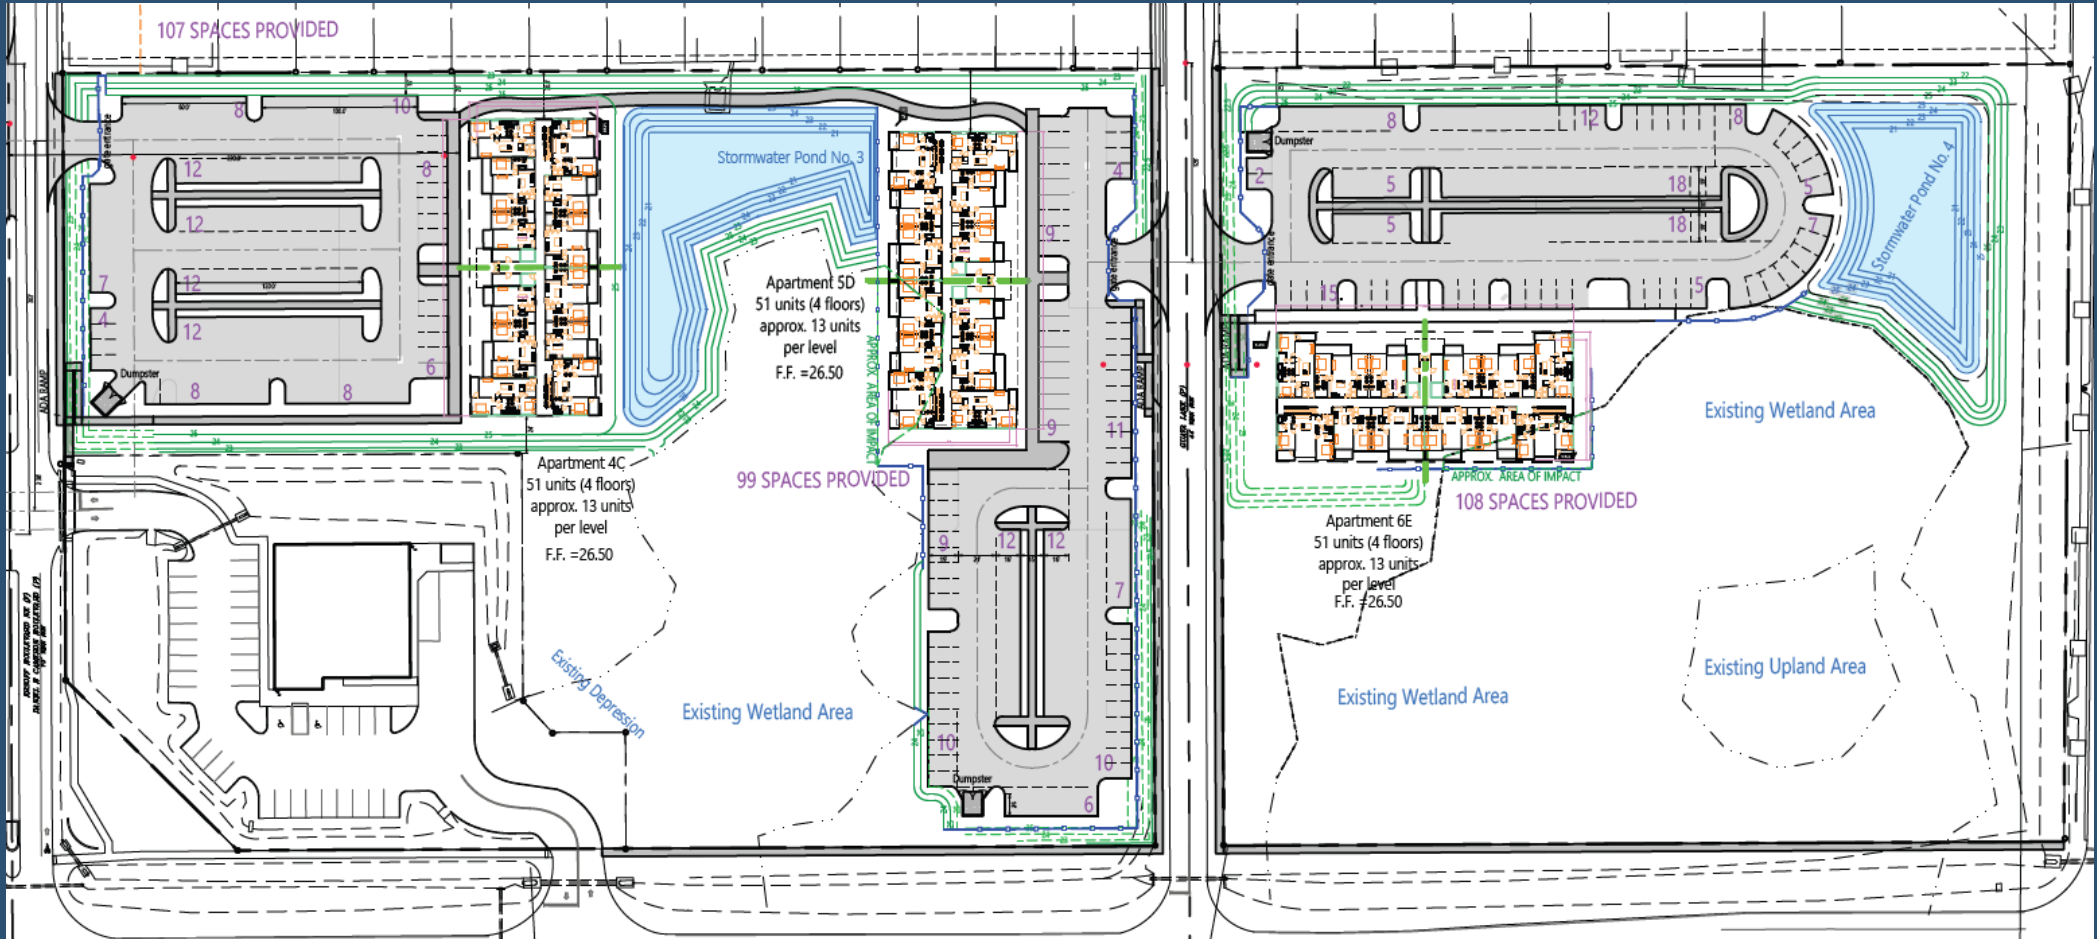 107 SPACES PROVIDED
8
10
12
8
12
7
12
4
12
6
8
8
Dumpster
ADA RAMP
Stormwater Pond No. 3
Apartment 5D
51 units (4 floors)
approx. 13 units
per level
F.F. =26.50
APPROX. AREA OF IMPACT
4
9
9
11
gate entrance
99 SPACES PROVIDED
9
12
12
7
10
10
6
Dumpster
Apartment 4C
51 units (4 floors)
approx. 13 units
per level
F.F. =26.50
Existing Depression
Existing Wetland Area
8
12
8
Dumpster
2
5
18
5
5
18
7
15
5
gate entrance
Stormwater Pond No. 4
Existing Wetland Area
APPROX. AREA OF IMPACT
108 SPACES PROVIDED
Apartment 6E
51 units (4 floors)
approx. 13 units
per level
F.F. =26.50
Existing Upland Area
Existing Wetland Area